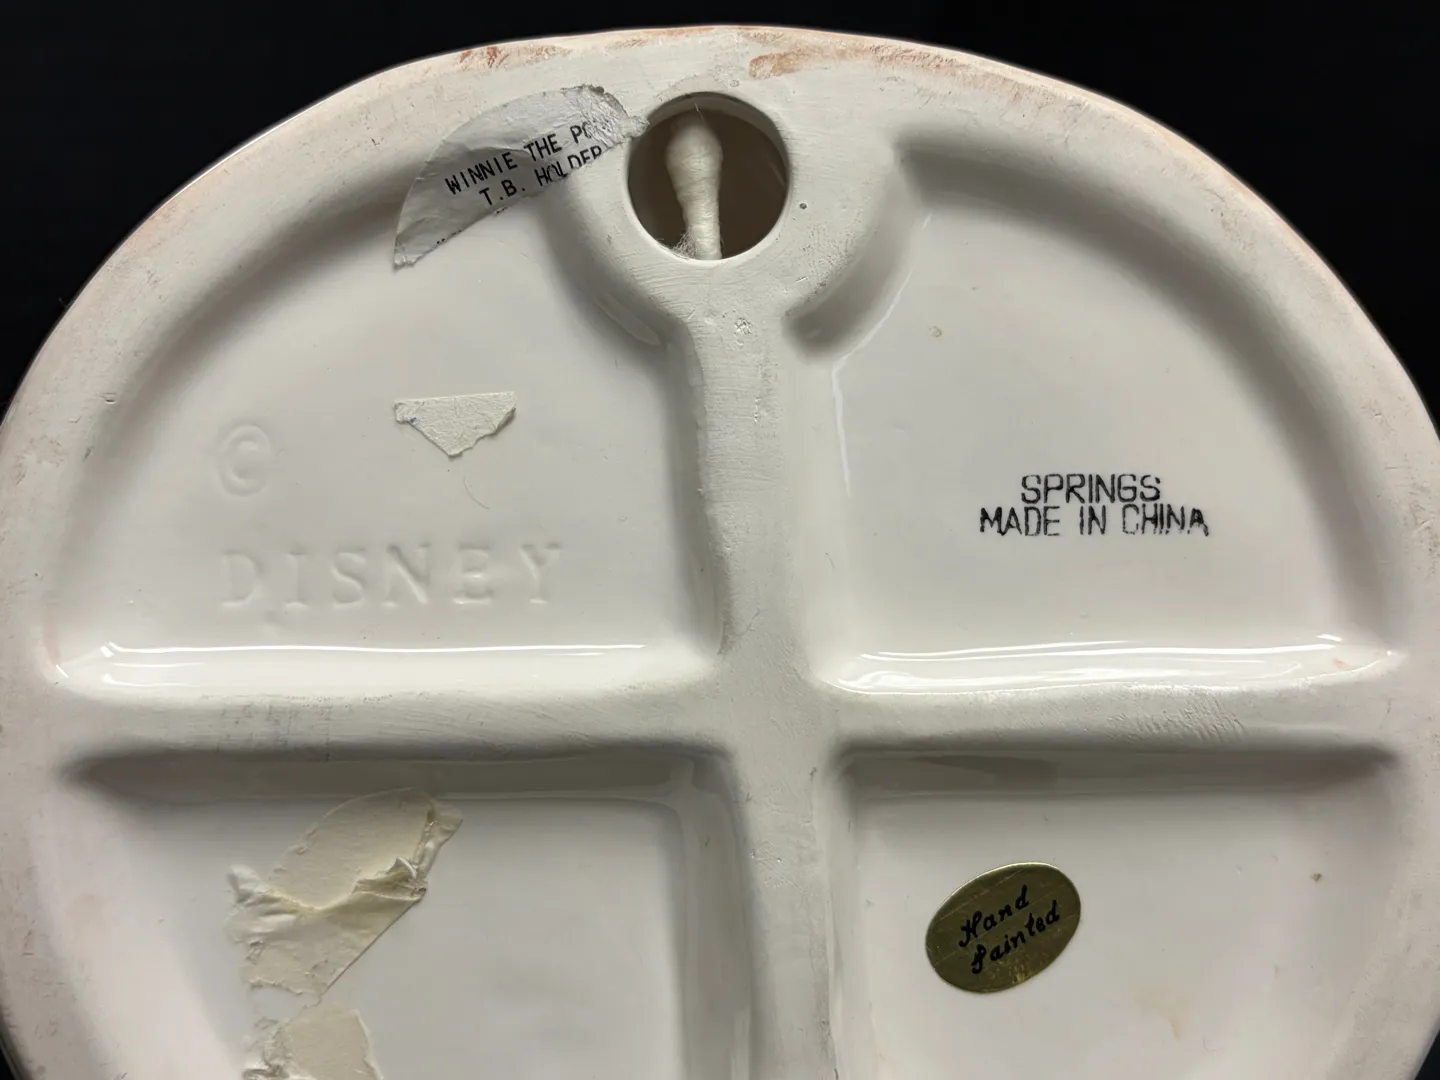 WINNIE THE PO
T.B. HOLDER
©
DISNEY
SPRINGS
MADE IN CHINA
Hand
Painted